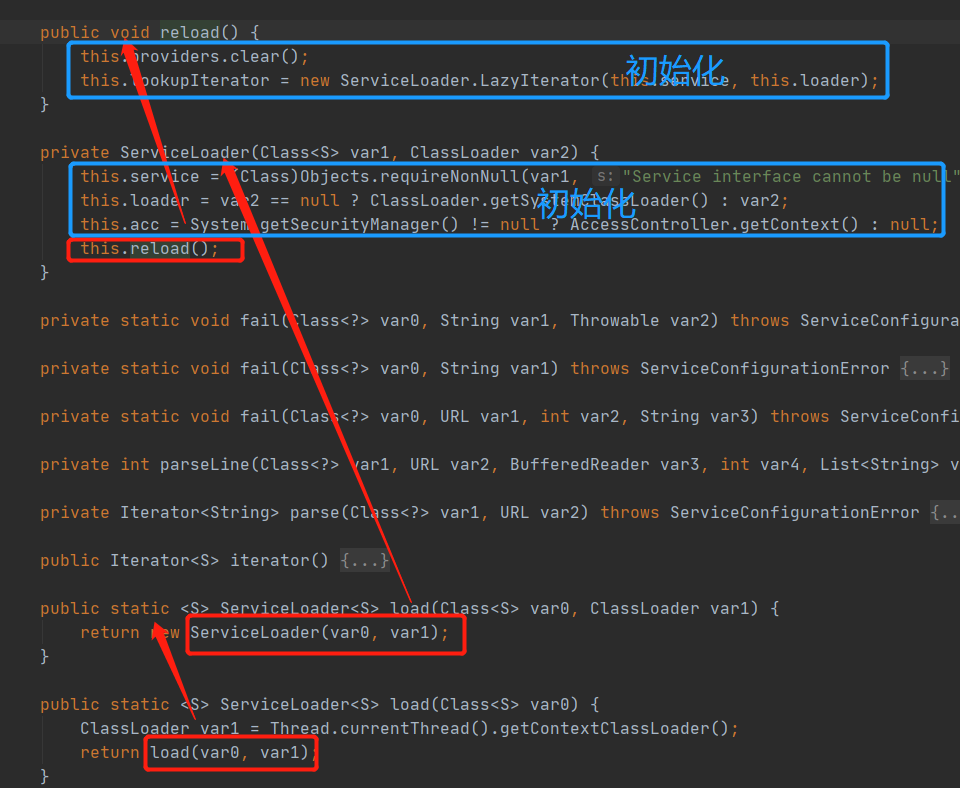 public void reload() {
this.providers.clear();
this.lookupIterator = new ServiceLoader.LazyIterator(this.service, this.loader);
初始化
}
private ServiceLoader(Class<S> var1, ClassLoader var2) {
this.service = (Class)Objects.requireNonNull(var1, s: "Service interface cannot be null"
this.loader = var2 == null ? ClassLoader.getSystemClassLoader() : var2;
初始化
this.acc = System.getSecurityManager() != null ? AccessController.getContext() : null;
this.reload();
}
private static void fail(Class<?> var0, String var1, Throwable var2) throws ServiceConfigura
private static void fail(Class<?> var0, String var1) throws ServiceConfigurationError {...}
private static void fail(Class<?> var0, URL var1, int var2, String var3) throws ServiceConfi
private int parseLine(Class<?> var1, URL var2, BufferedReader var3, int var4, List<String> v
private Iterator<String> parse(Class<?> var1, URL var2) throws ServiceConfigurationError {..
public Iterator<S> iterator() {...}
public static <S> ServiceLoader<S> load(Class<S> var0, ClassLoader var1) {
return new ServiceLoader(var0, var1);
}
public static <S> ServiceLoader<S> load(Class<S> var0) {
ClassLoader var1 = Thread.currentThread().getContextClassLoader();
return load(var0, var1);
}